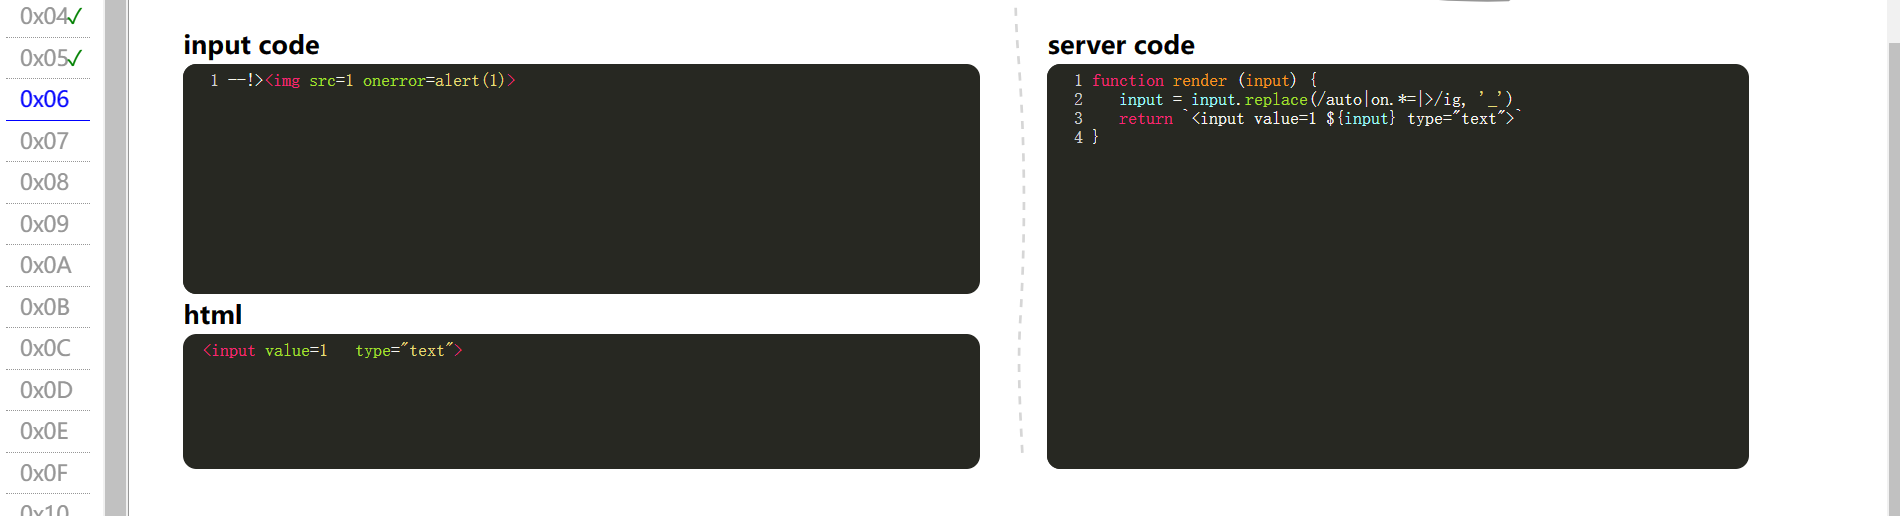 0x04✓
0x05✓
0x06
0x07
0x08
0x09
0x0A
0x0B
0x0C
0x0D
0x0E
0x0F
0x10
input code
1 --!><img src=1 onerror=alert(1)>
html
<input value=1   type="text">
server code
1 function render (input) {
2   input = input.replace(/auto|on.*=|>/ig, '_')
3   return `<input value=1 ${input} type="text">`
4 }